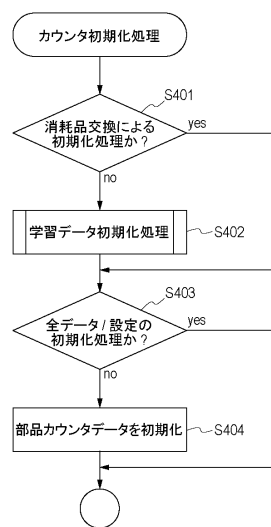 カウンタ初期化処理
S401
消耗品交換による
初期化処理か?
yes
no
学習データ初期化処理
S402
S403
全データ/設定の
初期化処理か?
yes
no
部品カウンタデータを初期化
S404